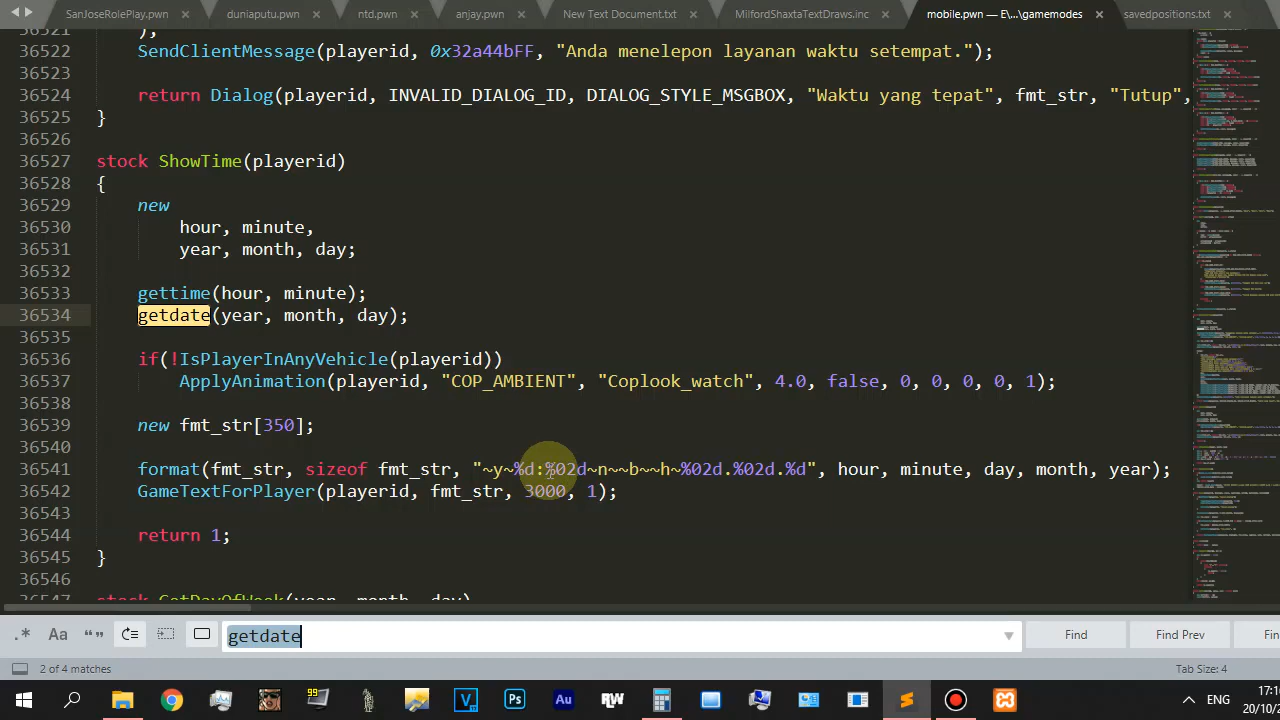 SanJoseRolePlay.pwn × duniaputu.pwn × ntd.pwn × anjay.pwn × New Text Document.txt × MilfordShaxtaTextDraws.inc × mobile.pwn — E\...\gamemodes × savedpositions.txt ×
36521 );
36522 SendClientMessage(playerid, 0x32a44bFF, "Anda menelepon layanan waktu setempat.");
36523
36524 return Dialog(playerid, INVALID_DIALOG_ID, DIALOG_STYLE_MSGBOX, "Waktu yang tepat", fmt_str, "Tutup",
36525 }
36526
36527 stock ShowTime(playerid)
36528 {
36529 new
36530 hour, minute,
36531 year, month, day;
36532
36533 gettime(hour, minute);
36534 getdate(year, month, day);
36535
36536 if(!IsPlayerInAnyVehicle(playerid))
36537 ApplyAnimation(playerid, "COP_AMBIENT", "Coplook_watch", 4.0, false, 0, 0, 0, 0, 1);
36538
36539 new fmt_str[350];
36540
36541 format(fmt_str, sizeof fmt_str, "~y~%d:%02d~n~~b~~h~%02d.%02d.%d", hour, minute, day, month, year);
36542 GameTextForPlayer(playerid, fmt_str, 3000, 1);
36543
36544 return 1;
36545 }
36546
36547 stock GetDayOfWeek(year, month, day)
.* Aa “” getdate Find Find Prev Fin
2 of 4 matches Tab Size: 4
99 V Ps Au RW ENG 17:1
20/10/2